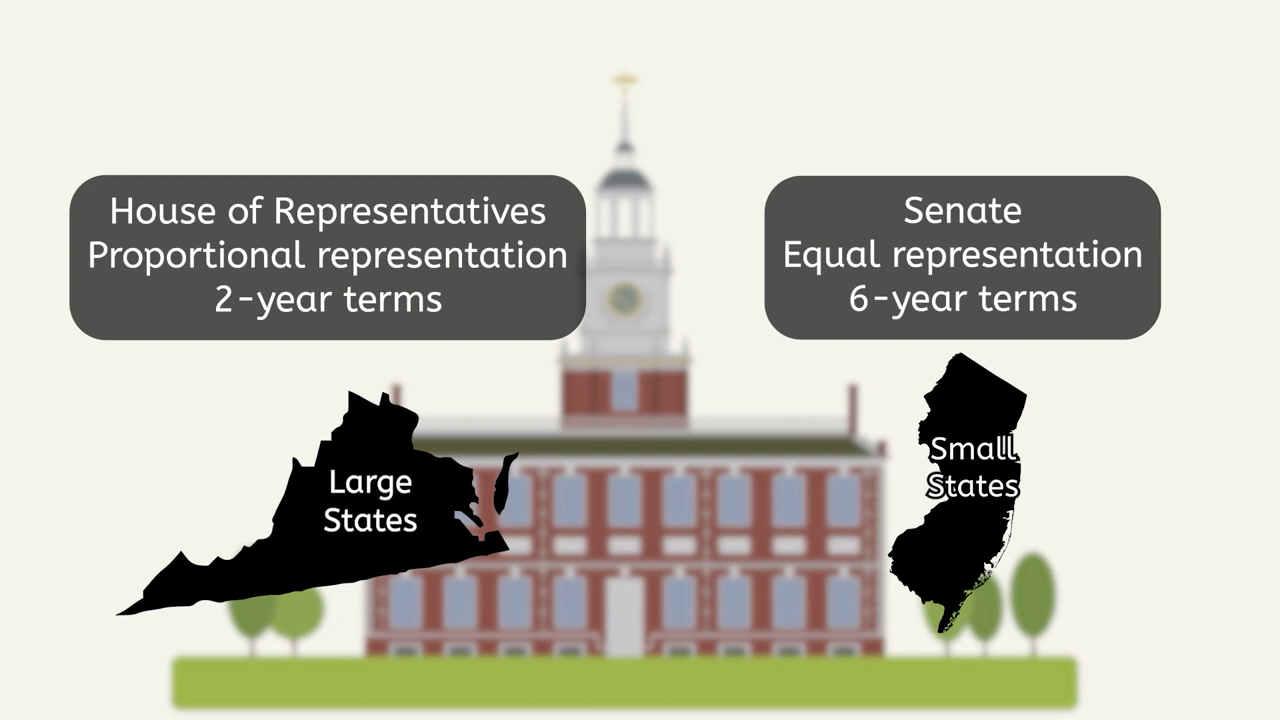 House of Representatives
Proportional representation
2-year terms
Senate
Equal representation
6-year terms
Large
States
Small
States